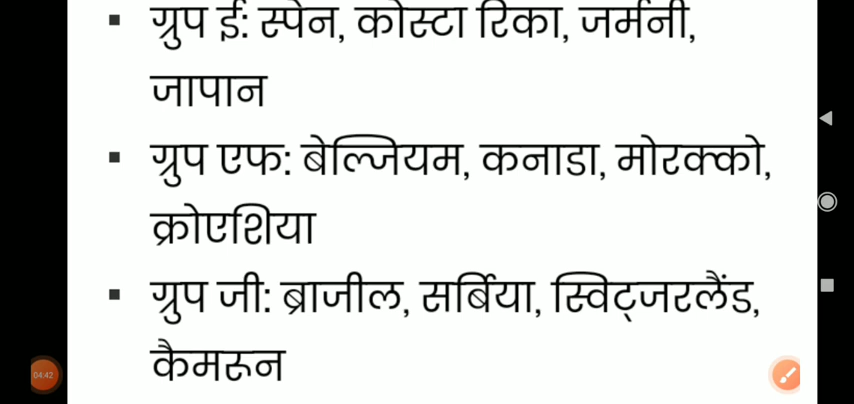 ग्रुप ई: स्पेन, कोस्टा रिका, जर्मनी,
जापान
ग्रुप एफ: बेल्जियम, कनाडा, मोरक्को,
क्रोएशिया
ग्रुप जी: ब्राजील, सर्बिया, स्विट्जरलैंड,
कैमरून
04:42